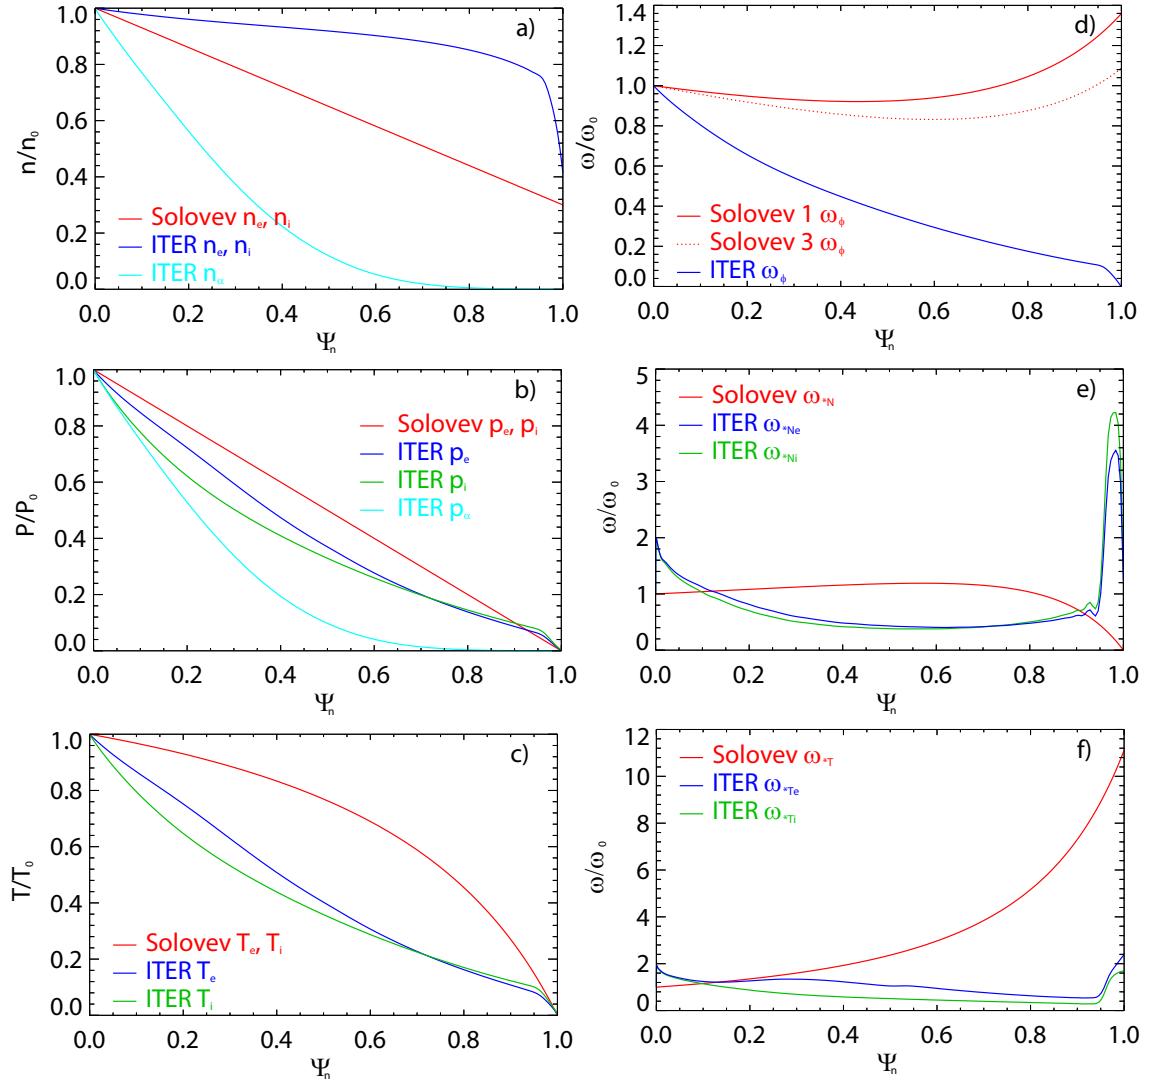 a)
n/n₀
1.0
0.8
0.6
0.4
0.2
0.0
Solovev nₑ, nᵢ
ITER nₑ, nᵢ
ITER n_α
0.0 0.2 0.4 0.6 0.8 1.0
Ψₙ
d)
ω/ω₀
1.4
1.2
1.0
0.8
0.6
0.4
0.2
0.0
Solovev 1 ω_ϕ
Solovev 3 ω_ϕ
ITER ω_ϕ
0.0 0.2 0.4 0.6 0.8 1.0
Ψₙ
b)
P/P₀
1.0
0.8
0.6
0.4
0.2
0.0
Solovev pₑ, pᵢ
ITER pₑ
ITER pᵢ
ITER p_α
0.0 0.2 0.4 0.6 0.8 1.0
Ψₙ
e)
ω/ω₀
5
4
3
2
1
0
Solovev ω_*N
ITER ω_*Ne
ITER ω_*Ni
0.0 0.2 0.4 0.6 0.8 1.0
Ψₙ
c)
T/T₀
1.0
0.8
0.6
0.4
0.2
0.0
Solovev Tₑ, Tᵢ
ITER Tₑ
ITER Tᵢ
0.0 0.2 0.4 0.6 0.8 1.0
Ψₙ
f)
ω/ω₀
12
10
8
6
4
2
0
Solovev ω_*T
ITER ω_*Te
ITER ω_*Ti
0.0 0.2 0.4 0.6 0.8 1.0
Ψₙ